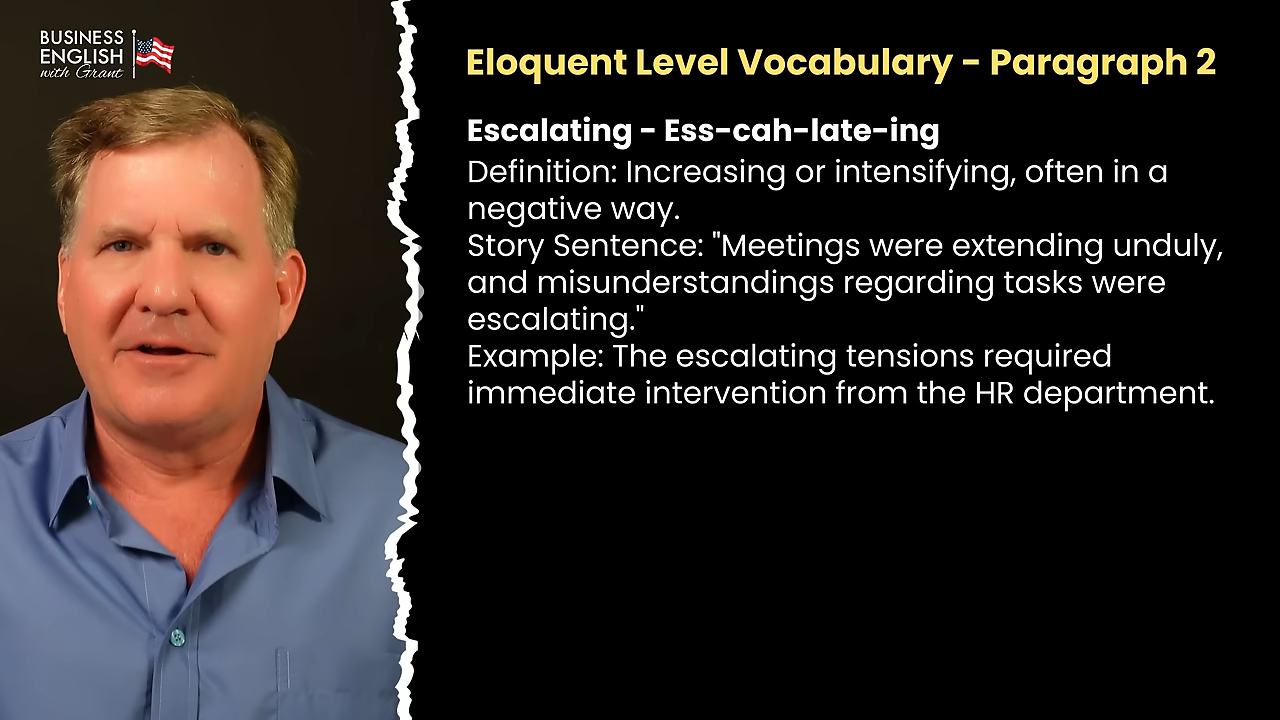 BUSINESS
ENGLISH
with Grant
Eloquent Level Vocabulary - Paragraph 2
Escalating - Ess-cah-late-ing
Definition: Increasing or intensifying, often in a
negative way.
Story Sentence: "Meetings were extending unduly,
and misunderstandings regarding tasks were
escalating."
Example: The escalating tensions required
immediate intervention from the HR department.